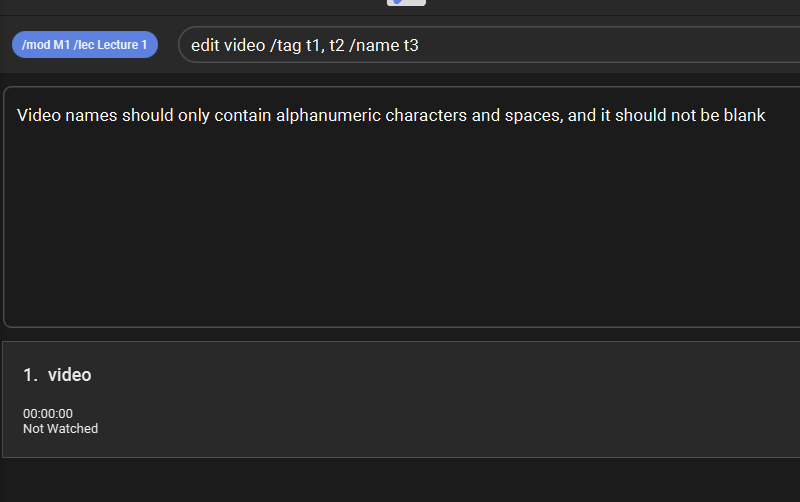 /mod M1 /lec Lecture 1
edit video /tag t1, t2 /name t3
Video names should only contain alphanumeric characters and spaces, and it should not be blank
1. video
00:00:00
Not Watched